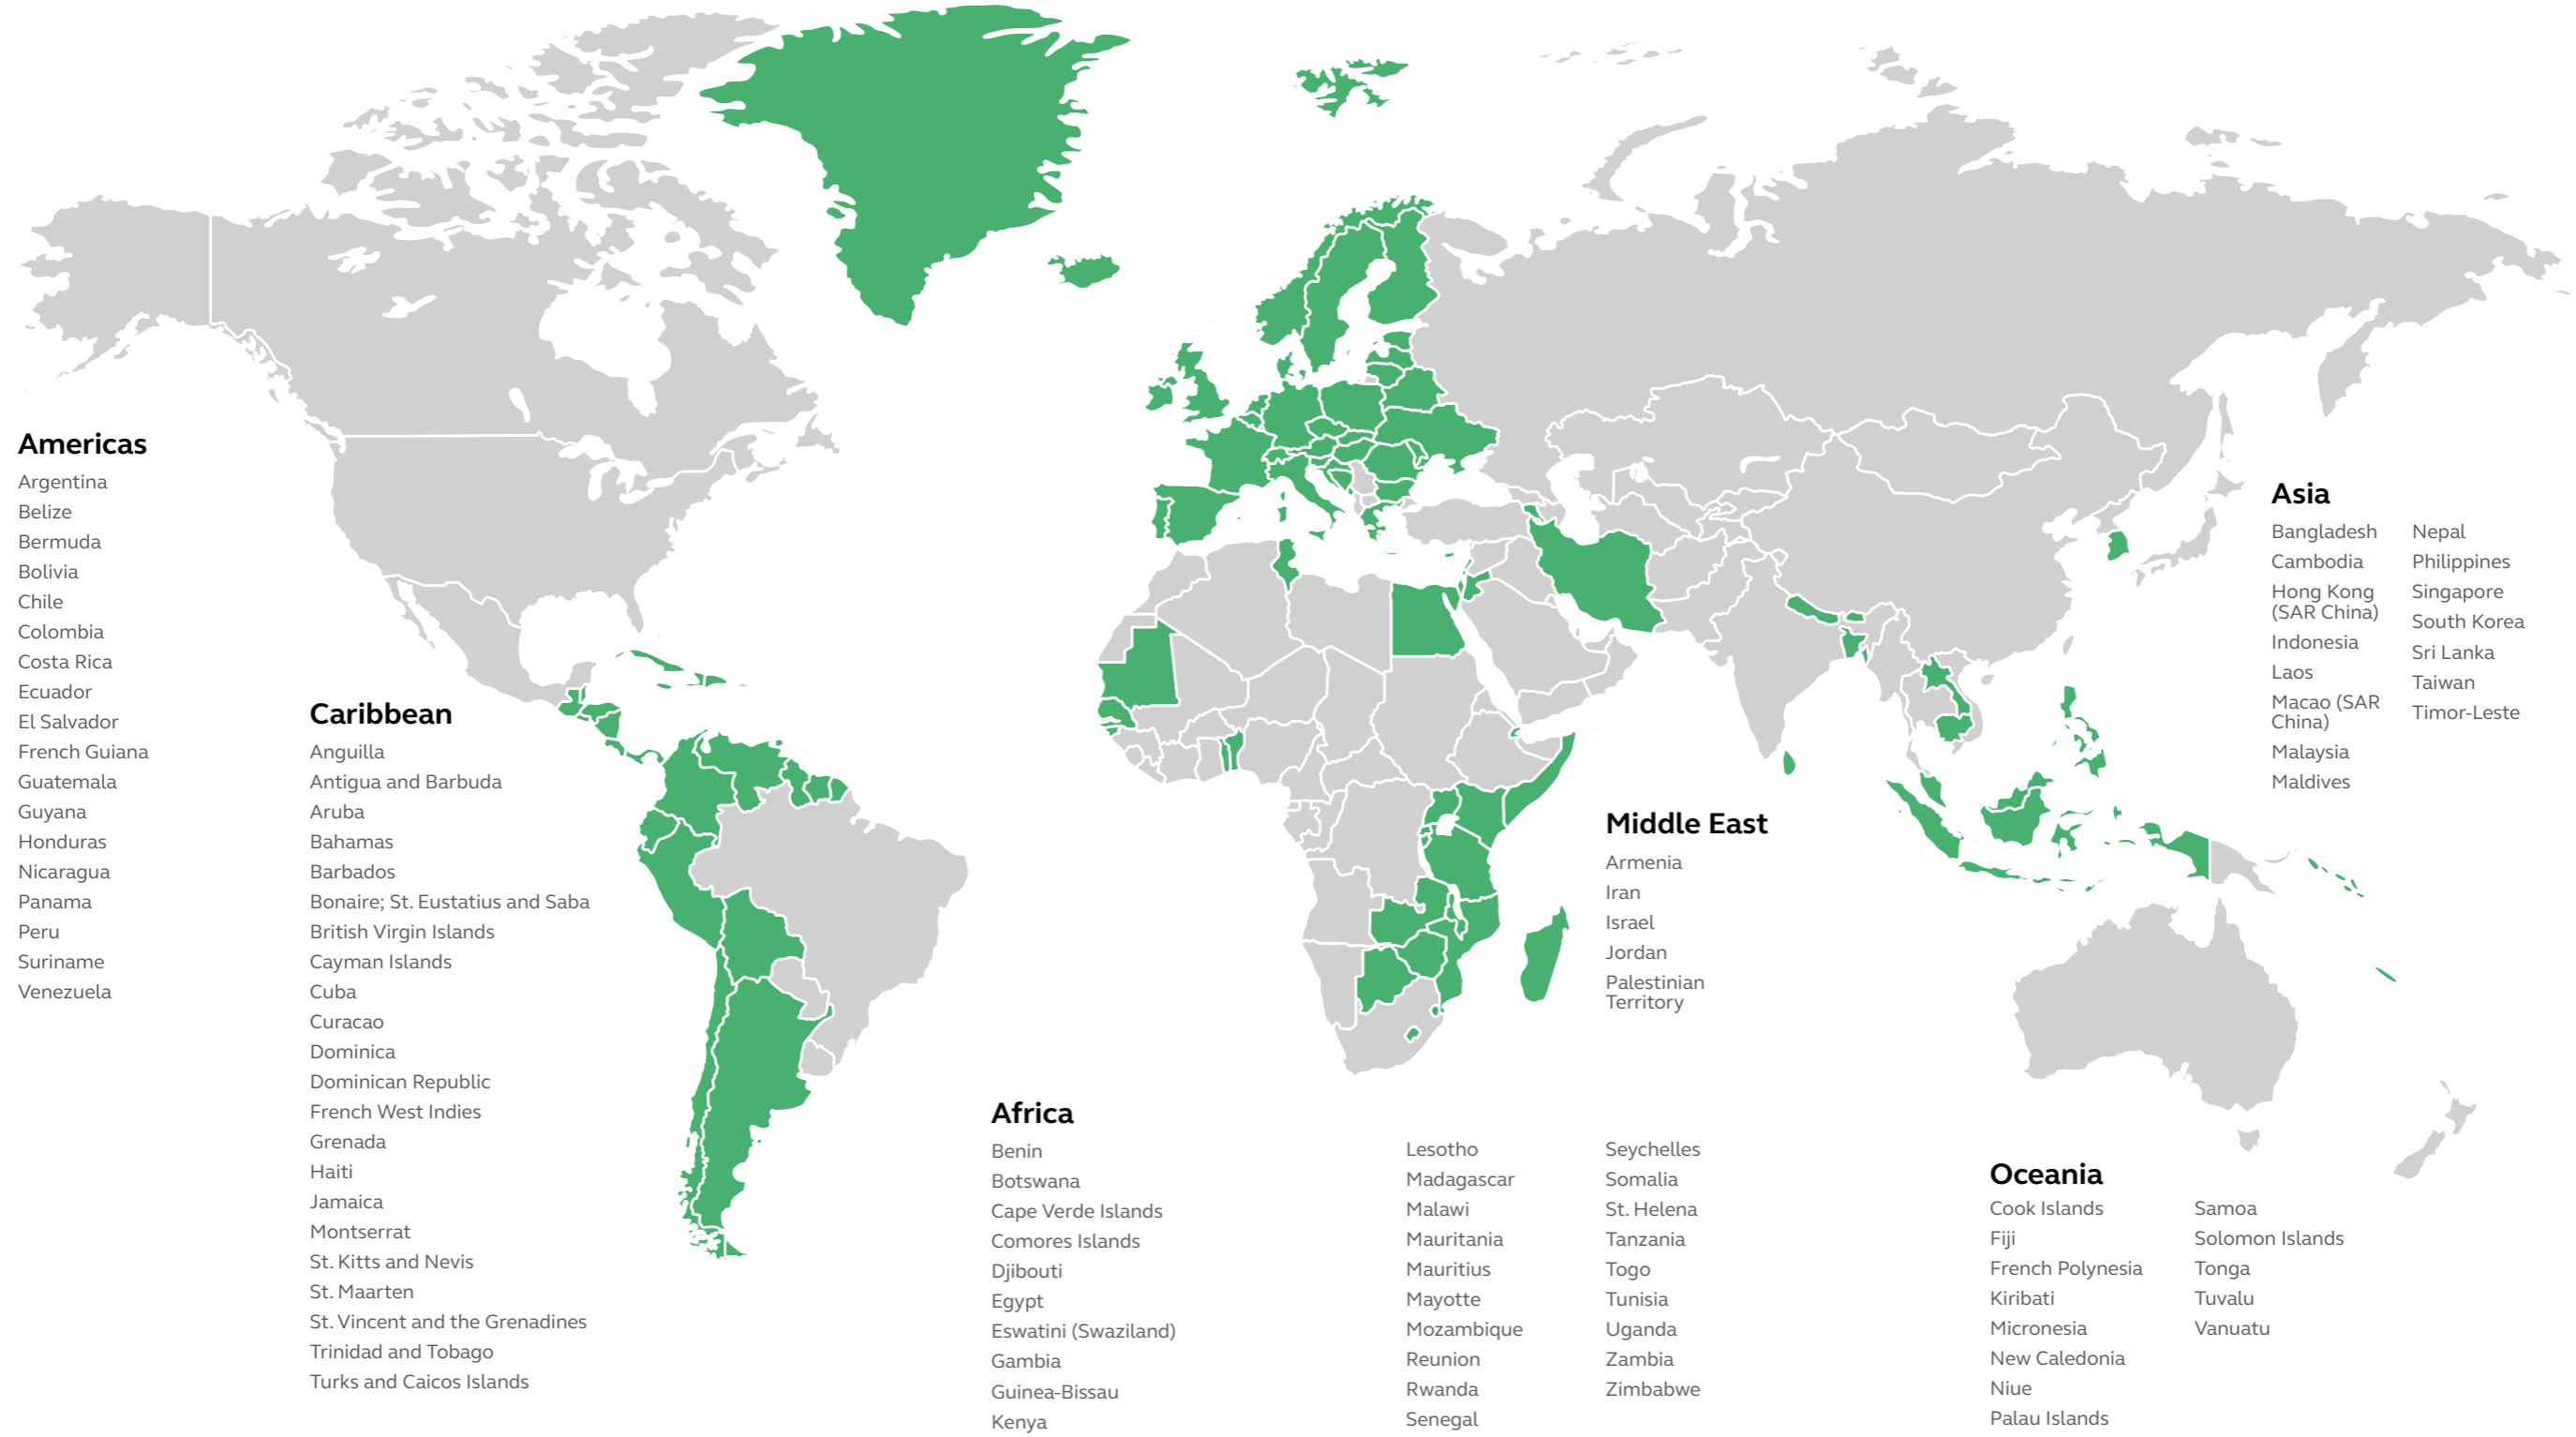 Americas
Argentina
Belize
Bermuda
Bolivia
Chile
Colombia
Costa Rica
Ecuador
El Salvador
French Guiana
Guatemala
Guyana
Honduras
Nicaragua
Panama
Peru
Suriname
Venezuela
Caribbean
Anguilla
Antigua and Barbuda
Aruba
Bahamas
Barbados
Bonaire; St. Eustatius and Saba
British Virgin Islands
Cayman Islands
Cuba
Curacao
Dominica
Dominican Republic
French West Indies
Grenada
Haiti
Jamaica
Montserrat
St. Kitts and Nevis
St. Maarten
St. Vincent and the Grenadines
Trinidad and Tobago
Turks and Caicos Islands
Africa
Benin
Botswana
Cape Verde Islands
Comores Islands
Djibouti
Egypt
Eswatini (Swaziland)
Gambia
Guinea-Bissau
Kenya
Lesotho
Madagascar
Malawi
Mauritania
Mauritius
Mayotte
Mozambique
Reunion
Rwanda
Senegal
Seychelles
Somalia
St. Helena
Tanzania
Togo
Tunisia
Uganda
Zambia
Zimbabwe
Middle East
Armenia
Iran
Israel
Jordan
Palestinian
Territory
Asia
Bangladesh
Cambodia
Hong Kong
(SAR China)
Indonesia
Laos
Macao (SAR
China)
Malaysia
Maldives
Nepal
Philippines
Singapore
South Korea
Sri Lanka
Taiwan
Timor-Leste
Oceania
Cook Islands
Fiji
French Polynesia
Kiribati
Micronesia
New Caledonia
Niue
Palau Islands
Samoa
Solomon Islands
Tonga
Tuvalu
Vanuatu